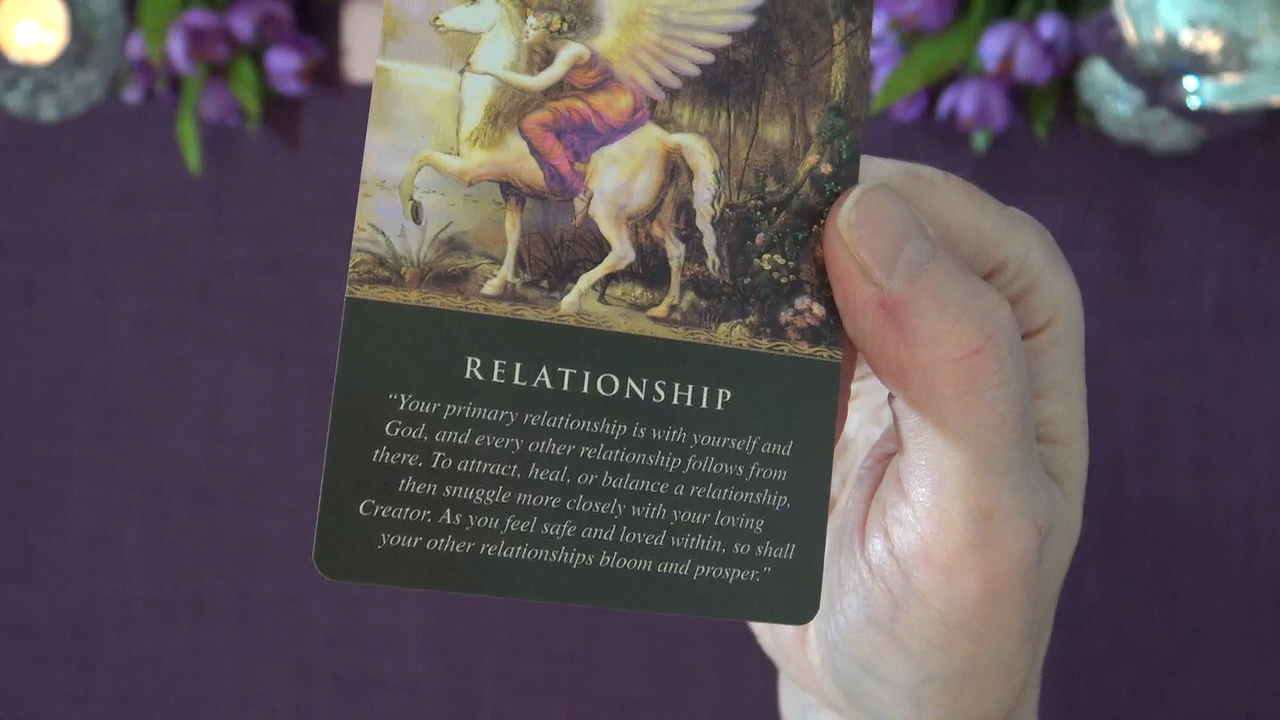 RELATIONSHIP
“Your primary relationship is with yourself and
God, and every other relationship follows from
there. To attract, heal, or balance a relationship,
then snuggle more closely with your loving
Creator. As you feel safe and loved within, so shall
your other relationships bloom and prosper.”